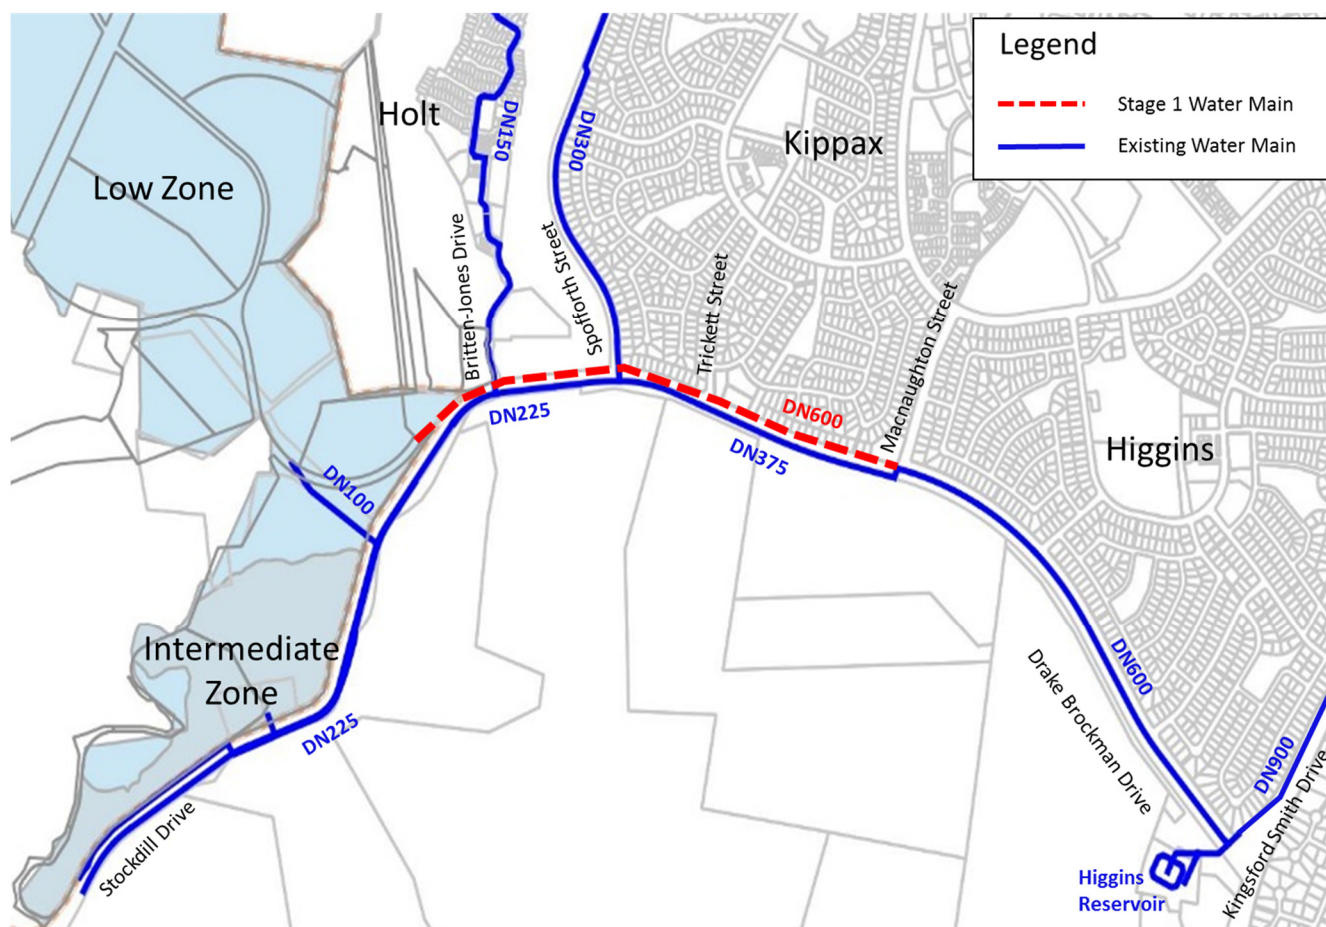 Legend
Stage 1 Water Main
Existing Water Main
Holt
DN150
DN300
Kippax
Low Zone
Britten-Jones Drive
Spofforth Street
Trickett Street
Macnaughton Street
DN225
DN600
DN375
Higgins
DN100
Intermediate
Zone
DN225
Stockdill Drive
DN600
Drake Brockman Drive
DN900
Kingsford Smith Drive
Higgins
Reservoir